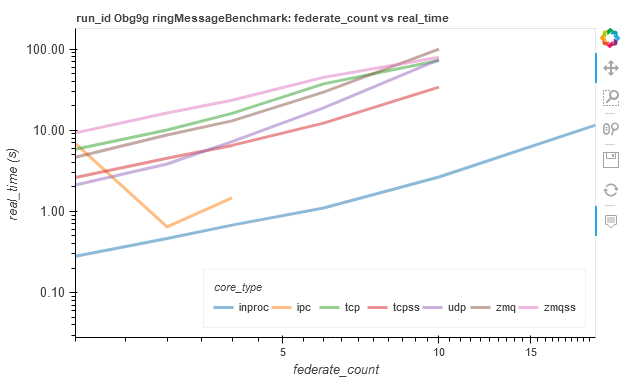 run_id Obg9g ringMessageBenchmark: federate_count vs real_time
100.00
10.00
1.00
0.10
real_time (s)
core_type
inproc ipc tcp tcpss udp zmq zmqss
5 10 15
federate_count